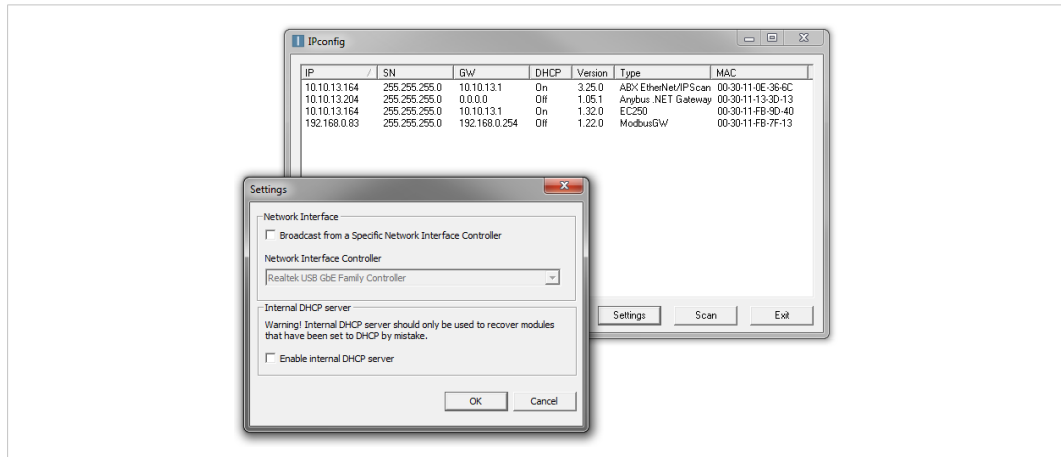 IPconfig
IP SN GW DHCP Version Type MAC
10.10.13.164 255.255.255.0 10.10.13.1 On 3.25.0 ABX EtherNet/IPScan 00-30-11-0E-36-6C
10.10.13.204 255.255.255.0 0.0.0.0 Off 1.05.1 Anybus .NET Gateway 00-30-11-13-3D-13
10.10.13.164 255.255.255.0 10.10.13.1 On 1.32.0 EC250 00-30-11-FB-9D-40
192.168.0.83 255.255.255.0 192.168.0.254 Off 1.22.0 ModbusGW 00-30-11-FB-7F-13
Settings Scan Exit
Settings
Network Interface
Broadcast from a Specific Network Interface Controller
Network Interface Controller
Realtek USB GbE Family Controller
Internal DHCP server
Warning! Internal DHCP server should only be used to recover modules
that have been set to DHCP by mistake.
Enable internal DHCP server
OK Cancel